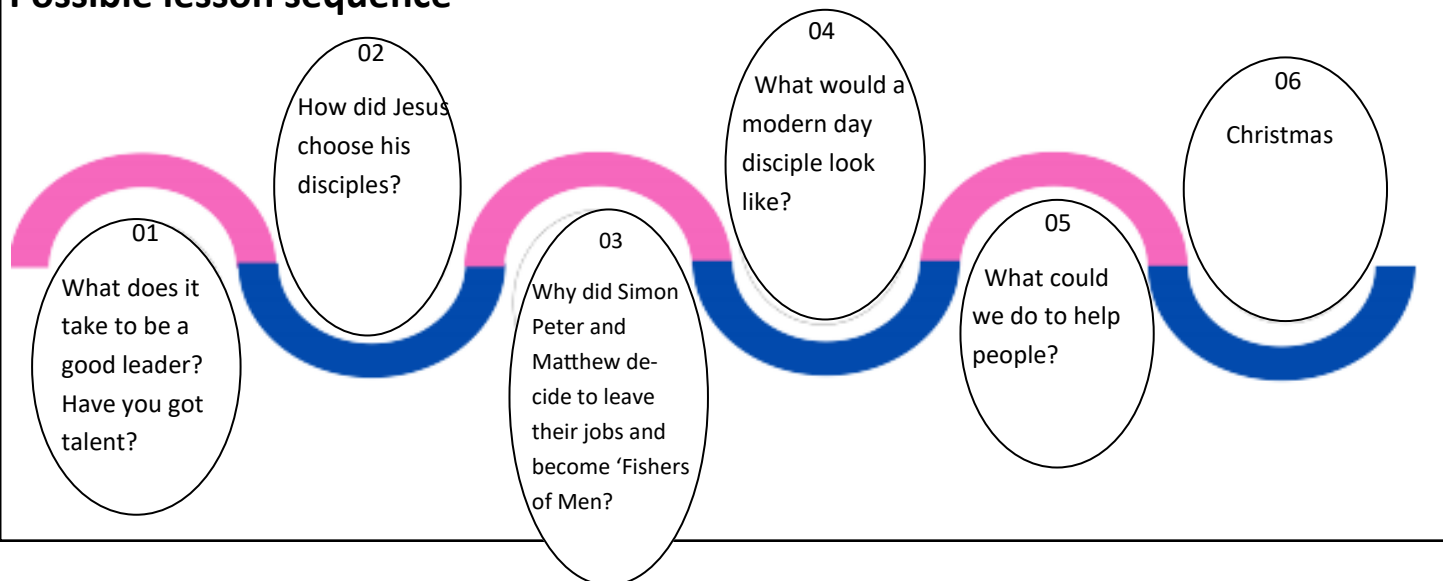 Possible lesson sequence
01
What does it
take to be a
good leader?
Have you got
talent?
02
How did Jesus
choose his
disciples?
03
Why did Simon
Peter and
Matthew de-
cide to leave
their jobs and
become ‘Fishers
of Men?
04
What would a
modern day
disciple look
like?
05
What could
we do to help
people?
06
Christmas